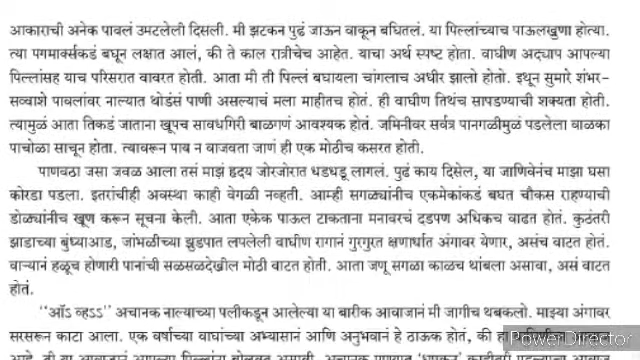 आकाराची अनेक पावलं उमटलेली दिसली. मी झटकन पुढं जाऊन वाकून बघितलं. या पिल्लांच्याच पाऊलखुणा होत्या.
त्या पगमार्क्सकडं बघून लक्षात आलं, की ते काल रात्रीचेच आहेत. याचा अर्थ स्पष्ट होता. वाघीण अद्याप आपल्या
पिल्लांसह याच परिसरात वावरत होती. आता मी ती पिल्लं बघायला चांगलाच अधीर झालो होतो. इथून सुमारे शंभर-
सव्वाशे पावलांवर नाल्यात थोडंसं पाणी असल्याचं मला माहीतच होतं. ही वाघीण तिथंच सापडण्याची शक्यता होती.
त्यामुळं आता तिकडं जाताना खूपच सावधगिरी बाळगणं आवश्यक होतं. जमिनीवर सर्वत्र पानगळीमुळं पडलेला वाळका
पाचोळा साचून होता. त्यावरून पाय न वाजवता जाणं ही एक मोठीच कसरत होती.
पाणवठा जसा जवळ आला तसं माझं हृदय जोरजोरात धडधडू लागलं. पुढं काय दिसेल, या जाणिवेनंच माझा घसा
कोरडा पडला. इतरांचीही अवस्था काही वेगळी नव्हती. आम्ही सगळ्यांनीच एकमेकांकडं बघत चौकस राहण्याची
डोळ्यांनीच खूण करून सूचना केली. आता एकेक पाऊल टाकताना मनावरचं दडपण अधिकच वाढत होतं. कुठंतरी
झाडाच्या बुंध्याआड, जांभळीच्या झुडपात लपलेली वाघीण रागानं गुरगुरत क्षणार्धात अंगावर येणार, असंच वाटत होतं.
वाऱ्यानं हळूच होणारी पानांची सळसळदेखील मोठी वाटत होती. आता जणू सगळा काळच थांबला असावा, असं वाटत
होतं.
“ऑऽ व्हऽऽ” अचानक नाल्याच्या पलीकडून आलेल्या या बारीक आवाजानं मी जागीच थबकलो. माझ्या अंगावर
सरसरून काटा आला. एक वर्षाच्या वाघांच्या अभ्यासानं आणि अनुभवानं हे ठाऊक होतं, की हा
PowerDirector